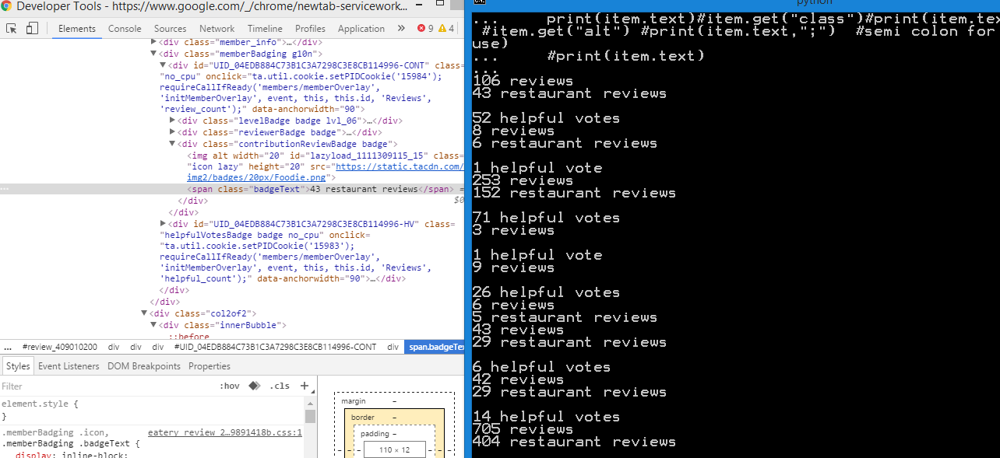 Developer Tools - https://www.google.com/_/chrome/newtab-servicework...
Elements Console Sources Network Timeline Profiles Application » 9 4
<div class="member_info">…</div>
<div class="memberBadging g10n">
<div id="UID_04EDB884C73B1C3A7298C3E8CB114996-CONT" class=
"no_cpu" onclick="ta.util.cookie.setPIDCookie('15984');
requireCallIfReady('members/memberOverlay',
'initMemberOverlay', event, this, this.id, 'Reviews',
'review_count');" data-anchorwidth="90">
<div class="levelBadge badge lvl_06">…</div>
<div class="reviewerBadge badge">…</div>
<div class="contributionReviewBadge badge">
<img alt width="20" id="lazyload_1111309115_15" class=
"icon lazy" height="20" src="https://static.tacdn.com/
img2/badges/20px/Foodie.png">
... <span class="badgeText">43 restaurant reviews</span> ==
</div> $0
</div>
<div id="UID_04EDB884C73B1C3A7298C3E8CB114996-HV" class=
"helpfulVotesBadge badge no_cpu" onclick=
"ta.util.cookie.setPIDCookie('15983');
requireCallIfReady('members/memberOverlay',
'initMemberOverlay', event, this, this.id, 'Reviews',
'helpful_count');" data-anchorwidth="90">…</div>
</div>
</div>
<div class="col2of2">
<div class="innerBubble">
::before
... #review_409010200 div div div #UID_04EDB884C73B1C3A7298C3E8CB114996-CONT div span.badgeTex
Styles Event Listeners DOM Breakpoints Properties
Filter :hov .cls +
element.style {
}
.memberBadging .icon, eatery_review_2…9891418b.css:1
.memberBadging .badgeText {
display: inline-block;
margin –
border –
padding –
– – – 110 × 12 – – –
python
... print(item.text)#item.get("class")#print(item.tex
#item.get("alt") #print(item.text,";") #semi colon for
use)
... #print(item.text)
...
106 reviews
43 restaurant reviews
52 helpful votes
8 reviews
6 restaurant reviews
1 helpful vote
253 reviews
152 restaurant reviews
71 helpful votes
3 reviews
1 helpful vote
9 reviews
26 helpful votes
6 reviews
5 restaurant reviews
43 reviews
29 restaurant reviews
6 helpful votes
42 reviews
29 restaurant reviews
14 helpful votes
705 reviews
404 restaurant reviews